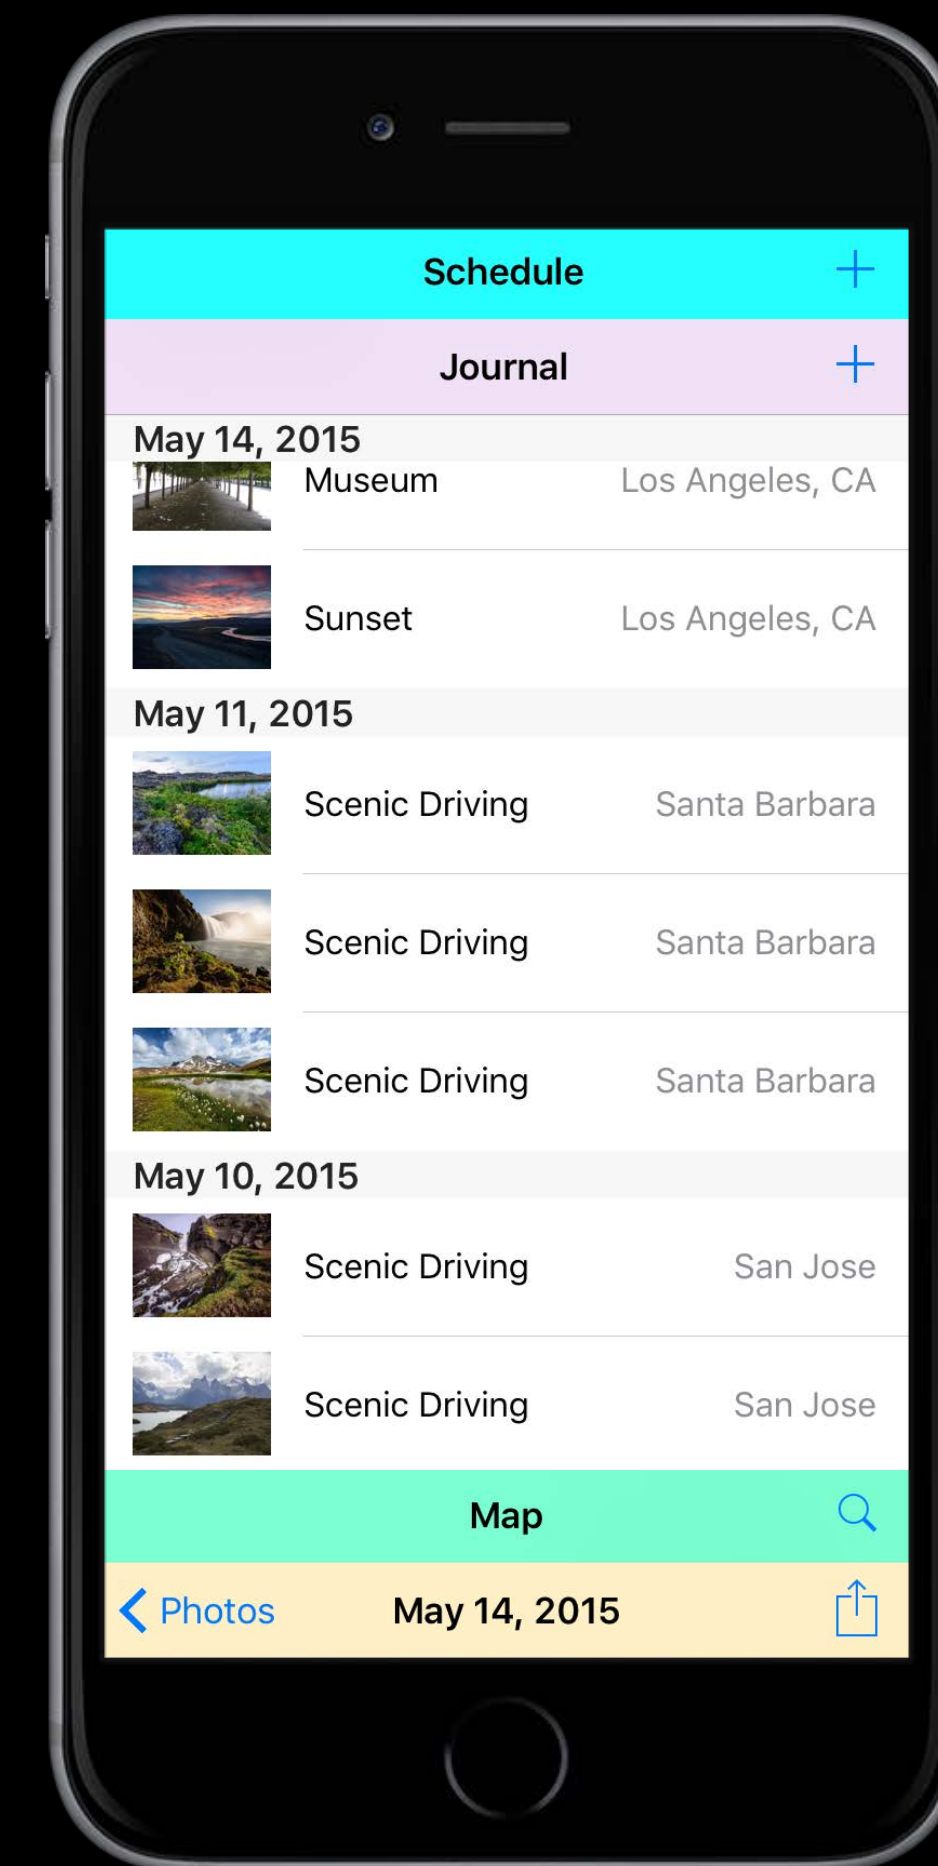 Schedule
Journal
May 14, 2015
Museum Los Angeles, CA
Sunset Los Angeles, CA
May 11, 2015
Scenic Driving Santa Barbara
Scenic Driving Santa Barbara
Scenic Driving Santa Barbara
May 10, 2015
Scenic Driving San Jose
Scenic Driving San Jose
Map
Photos May 14, 2015